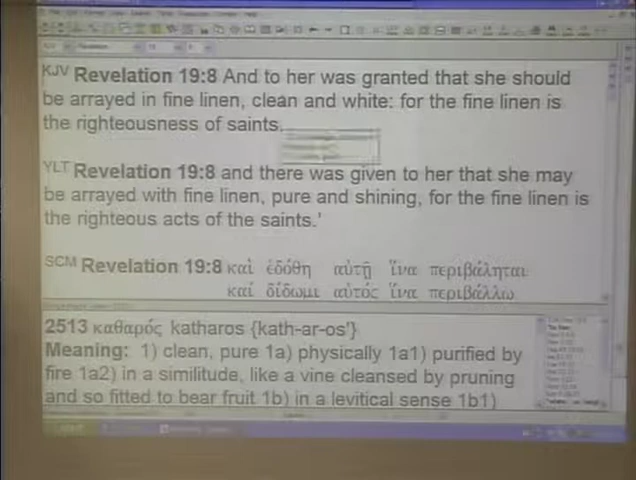 KJV Revelation 19:8 And to her was granted that she should
be arrayed in fine linen, clean and white: for the fine linen is
the righteousness of saints.
YLT Revelation 19:8 and there was given to her that she may
be arrayed with fine linen, pure and shining, for the fine linen is
the righteous acts of the saints.'
SCM Revelation 19:8 καὶ ἐδόθη αὐτῇ ἵνα περιβάληται
καί δίδωμι αὐτός ἵνα περιβάλλω
2513 καθαρός katharos {kath-ar-os'}
Meaning: 1) clean, pure 1a) physically 1a1) purified by
fire 1a2) in a similitude, like a vine cleansed by pruning
and so fitted to bear fruit 1b) in a levitical sense 1b1)